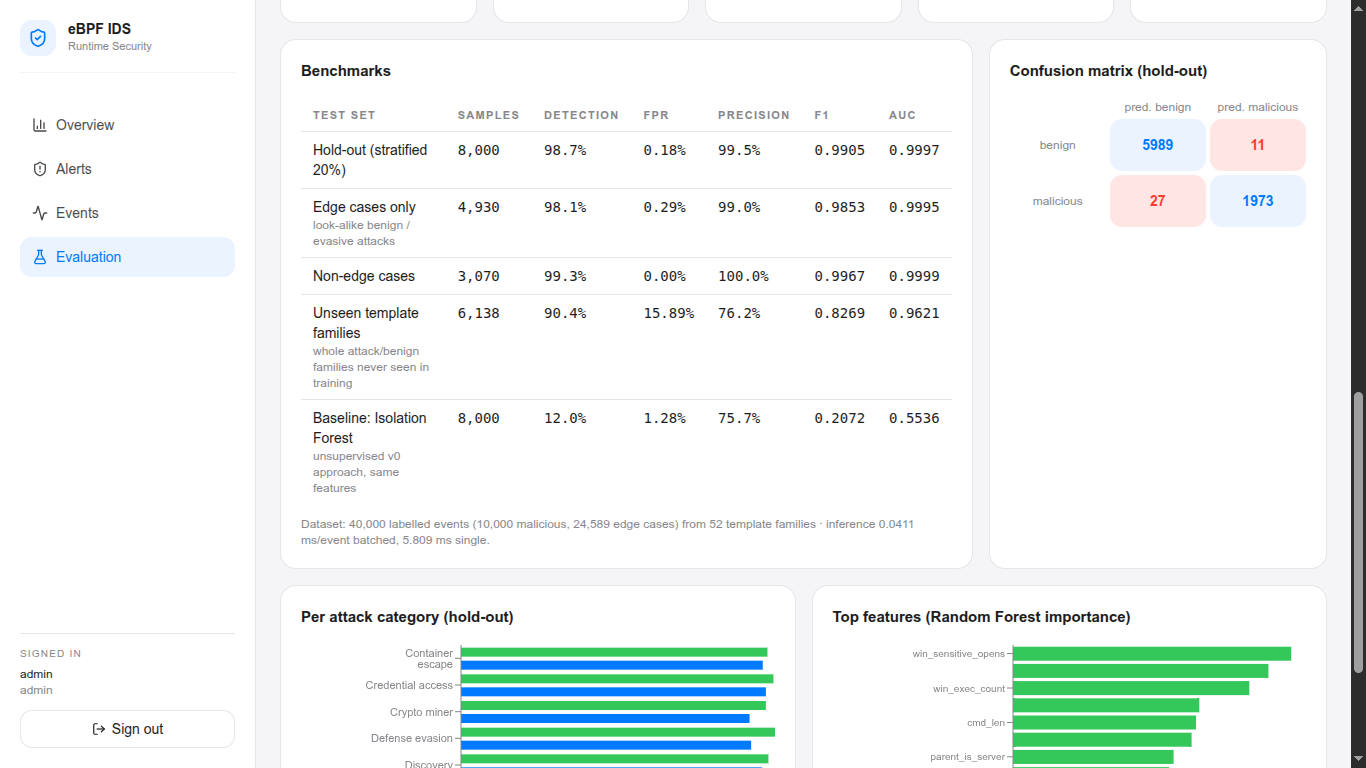 eBPF IDS
Runtime Security
Overview
Alerts
Events
Evaluation
SIGNED IN
admin
admin
Sign out
Benchmarks
TEST SET SAMPLES DETECTION FPR PRECISION F1 AUC
Hold-out (stratified 8,000 98.7% 0.18% 99.5% 0.9905 0.9997
20%)
Edge cases only 4,930 98.1% 0.29% 99.0% 0.9853 0.9995
look-alike benign /
evasive attacks
Non-edge cases 3,070 99.3% 0.00% 100.0% 0.9967 0.9999
Unseen template 6,138 90.4% 15.89% 76.2% 0.8269 0.9621
families
whole attack/benign
families never seen in
training
Baseline: Isolation 8,000 12.0% 1.28% 75.7% 0.2072 0.5536
Forest
unsupervised v0
approach, same
features
Dataset: 40,000 labelled events (10,000 malicious, 24,589 edge cases) from 52 template families · inference 0.0411
ms/event batched, 5.809 ms single.
Confusion matrix (hold-out)
pred. benign pred. malicious
benign 5989 11
malicious 27 1973
Per attack category (hold-out)
Container
escape
Credential access
Crypto miner
Defense evasion
Discovery
Top features (Random Forest importance)
win_sensitive_opens
win_exec_count
cmd_len
parent_is_server